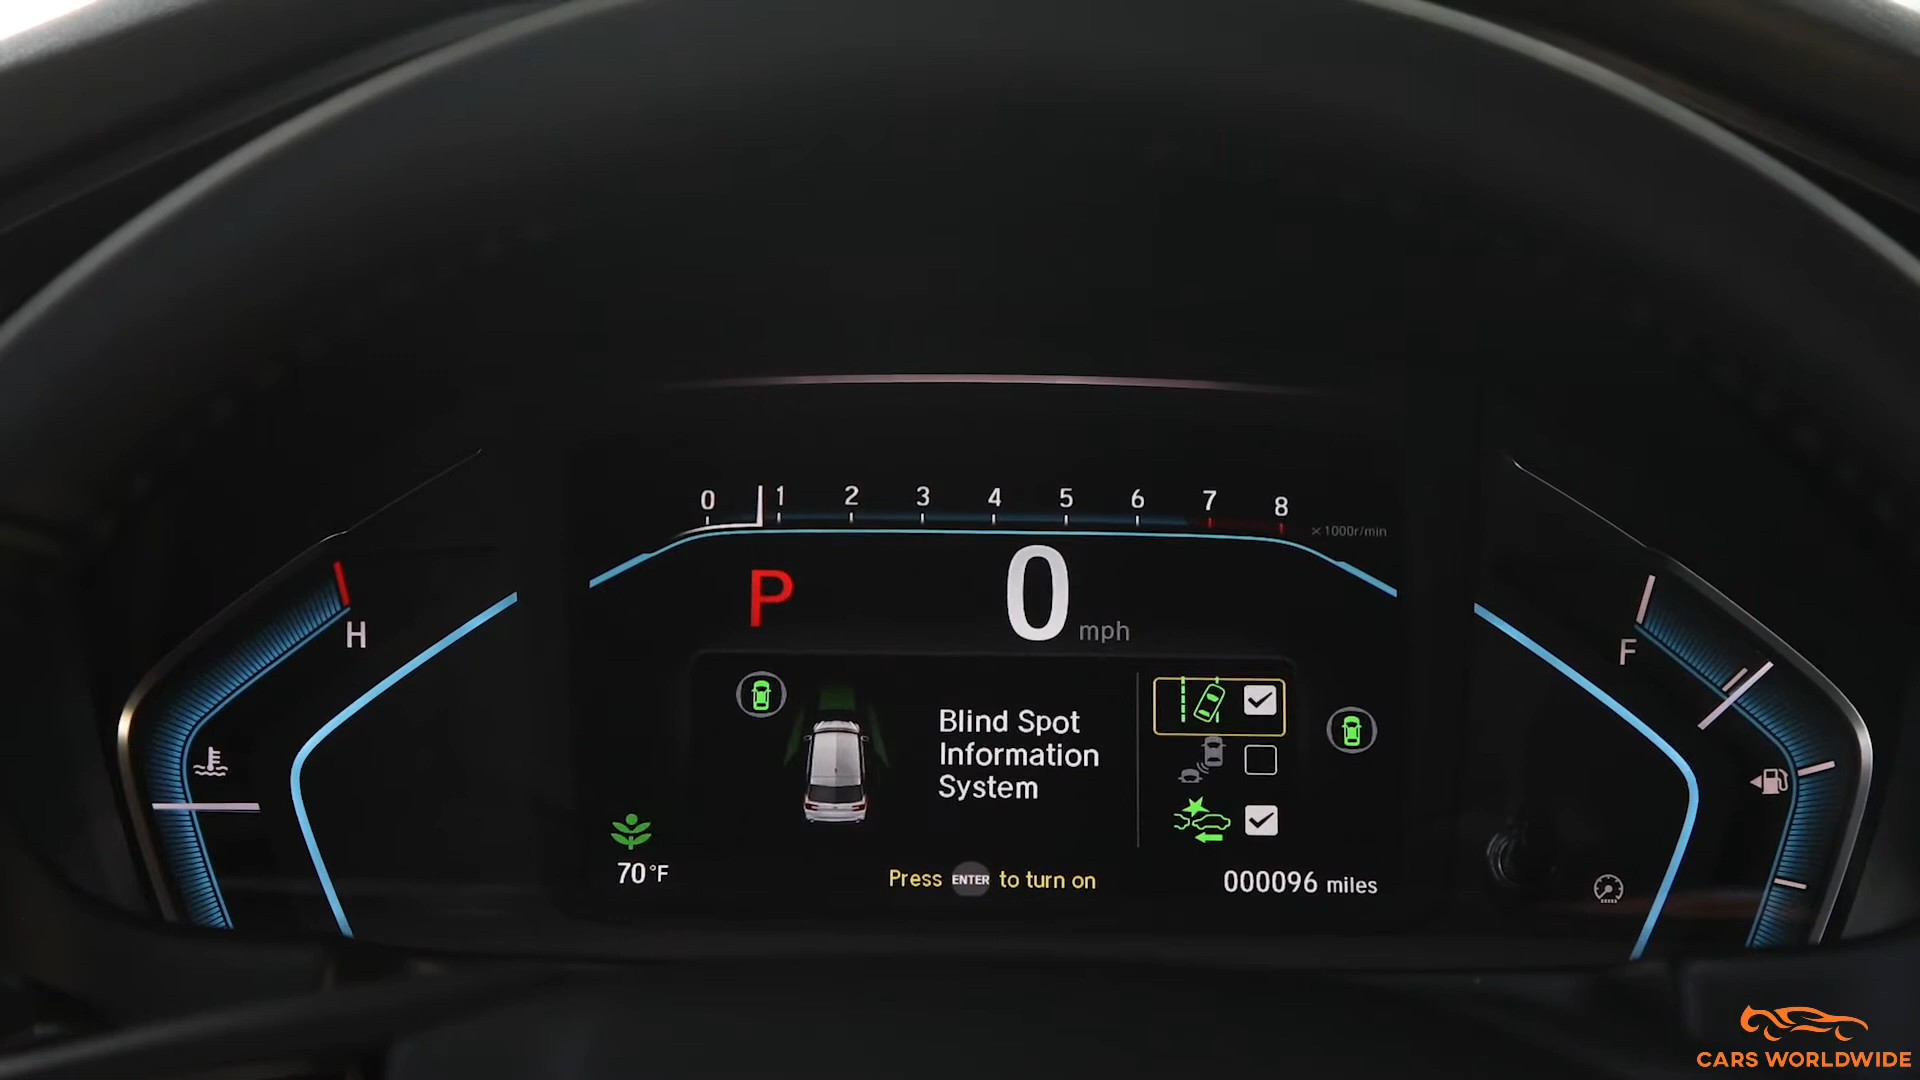 0 1 2 3 4 5 6 7 8
×1000r/min
P
0 mph
H
F
Blind Spot
Information
System
70°F
Press ENTER to turn on
000096 miles
CARS WORLDWIDE